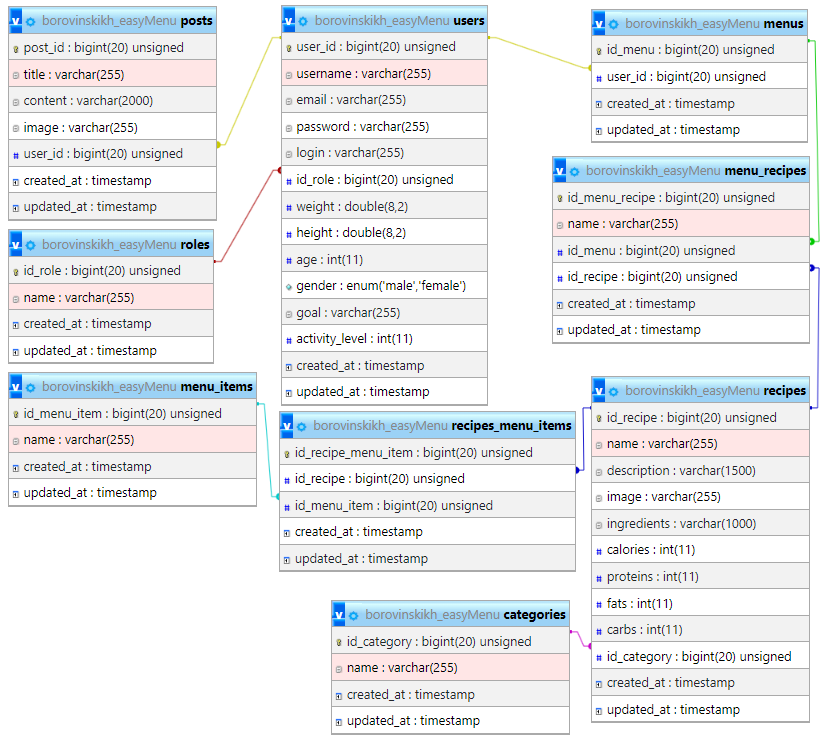 borovinskikh_easyMenu posts
post_id : bigint(20) unsigned
title : varchar(255)
content : varchar(2000)
image : varchar(255)
user_id : bigint(20) unsigned
created_at : timestamp
updated_at : timestamp
borovinskikh_easyMenu users
user_id : bigint(20) unsigned
username : varchar(255)
email : varchar(255)
password : varchar(255)
login : varchar(255)
id_role : bigint(20) unsigned
weight : double(8,2)
height : double(8,2)
age : int(11)
gender : enum('male','female')
goal : varchar(255)
activity_level : int(11)
created_at : timestamp
updated_at : timestamp
borovinskikh_easyMenu menus
id_menu : bigint(20) unsigned
user_id : bigint(20) unsigned
created_at : timestamp
updated_at : timestamp
borovinskikh_easyMenu menu_recipes
id_menu_recipe : bigint(20) unsigned
name : varchar(255)
id_menu : bigint(20) unsigned
id_recipe : bigint(20) unsigned
created_at : timestamp
updated_at : timestamp
borovinskikh_easyMenu roles
id_role : bigint(20) unsigned
name : varchar(255)
created_at : timestamp
updated_at : timestamp
borovinskikh_easyMenu menu_items
id_menu_item : bigint(20) unsigned
name : varchar(255)
created_at : timestamp
updated_at : timestamp
borovinskikh_easyMenu recipes_menu_items
id_recipe_menu_item : bigint(20) unsigned
id_recipe : bigint(20) unsigned
id_menu_item : bigint(20) unsigned
created_at : timestamp
updated_at : timestamp
borovinskikh_easyMenu recipes
id_recipe : bigint(20) unsigned
name : varchar(255)
description : varchar(1500)
image : varchar(255)
ingredients : varchar(1000)
calories : int(11)
proteins : int(11)
fats : int(11)
carbs : int(11)
id_category : bigint(20) unsigned
created_at : timestamp
updated_at : timestamp
borovinskikh_easyMenu categories
id_category : bigint(20) unsigned
name : varchar(255)
created_at : timestamp
updated_at : timestamp